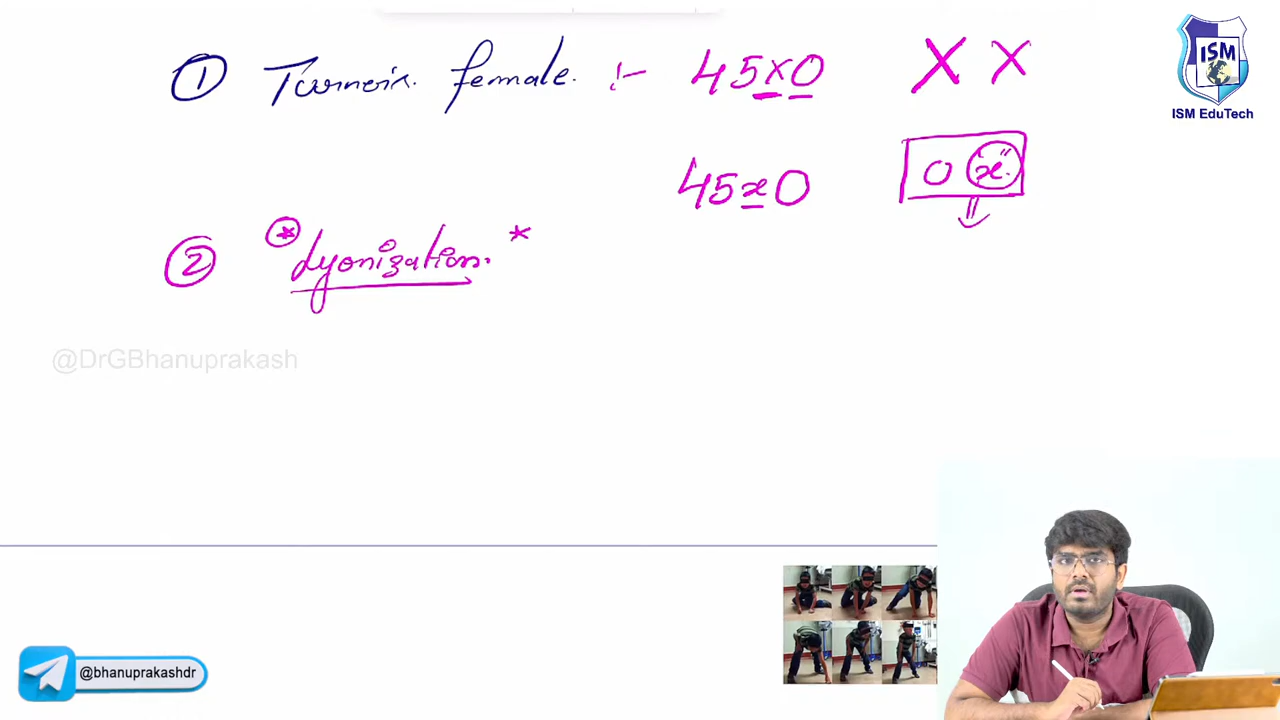 ① Turner female :- 45XO X X
ISM
ISM EduTech
45xO O x"
② * Lyonization. *
@DrGBhanuprakash
@bhanuprakashdr